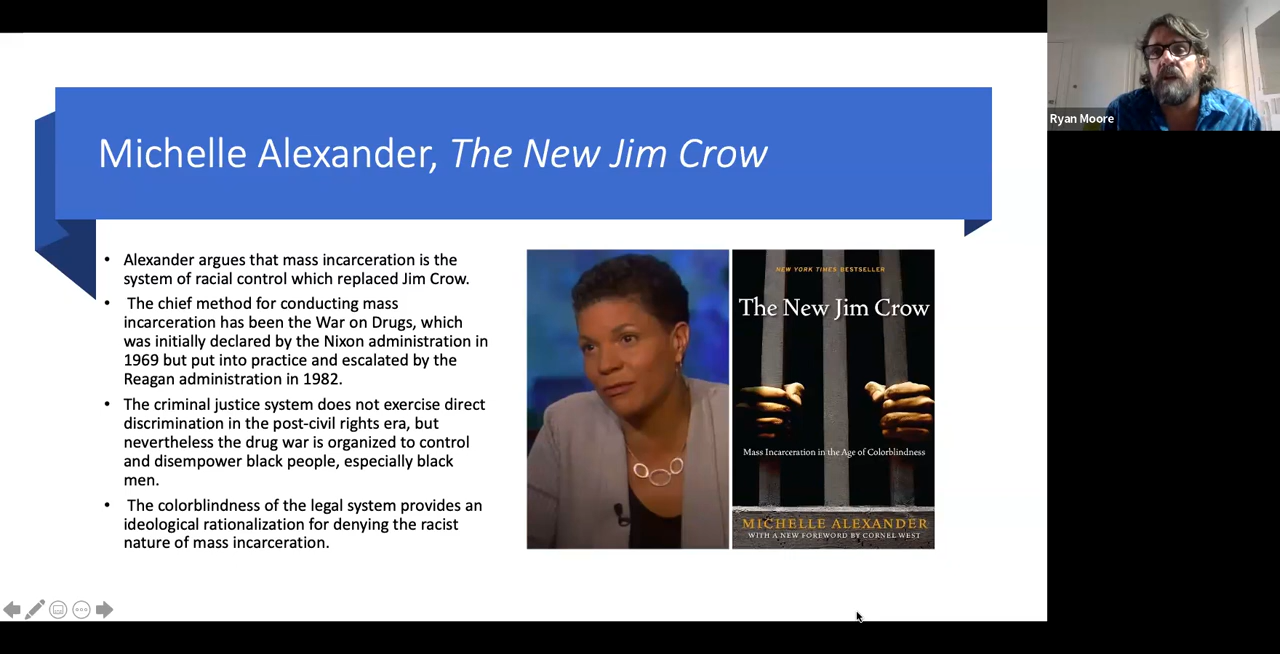 Michelle Alexander, The New Jim Crow
• Alexander argues that mass incarceration is the
system of racial control which replaced Jim Crow.
• The chief method for conducting mass
incarceration has been the War on Drugs, which
was initially declared by the Nixon administration in
1969 but put into practice and escalated by the
Reagan administration in 1982.
• The criminal justice system does not exercise direct
discrimination in the post-civil rights era, but
nevertheless the drug war is organized to control
and disempower black people, especially black
men.
• The colorblindness of the legal system provides an
ideological rationalization for denying the racist
nature of mass incarceration.
NEW YORK TIMES BESTSELLER
The New Jim Crow
Mass Incarceration in the Age of Colorblindness
MICHELLE ALEXANDER
WITH A NEW FOREWORD BY CORNEL WEST
Ryan Moore